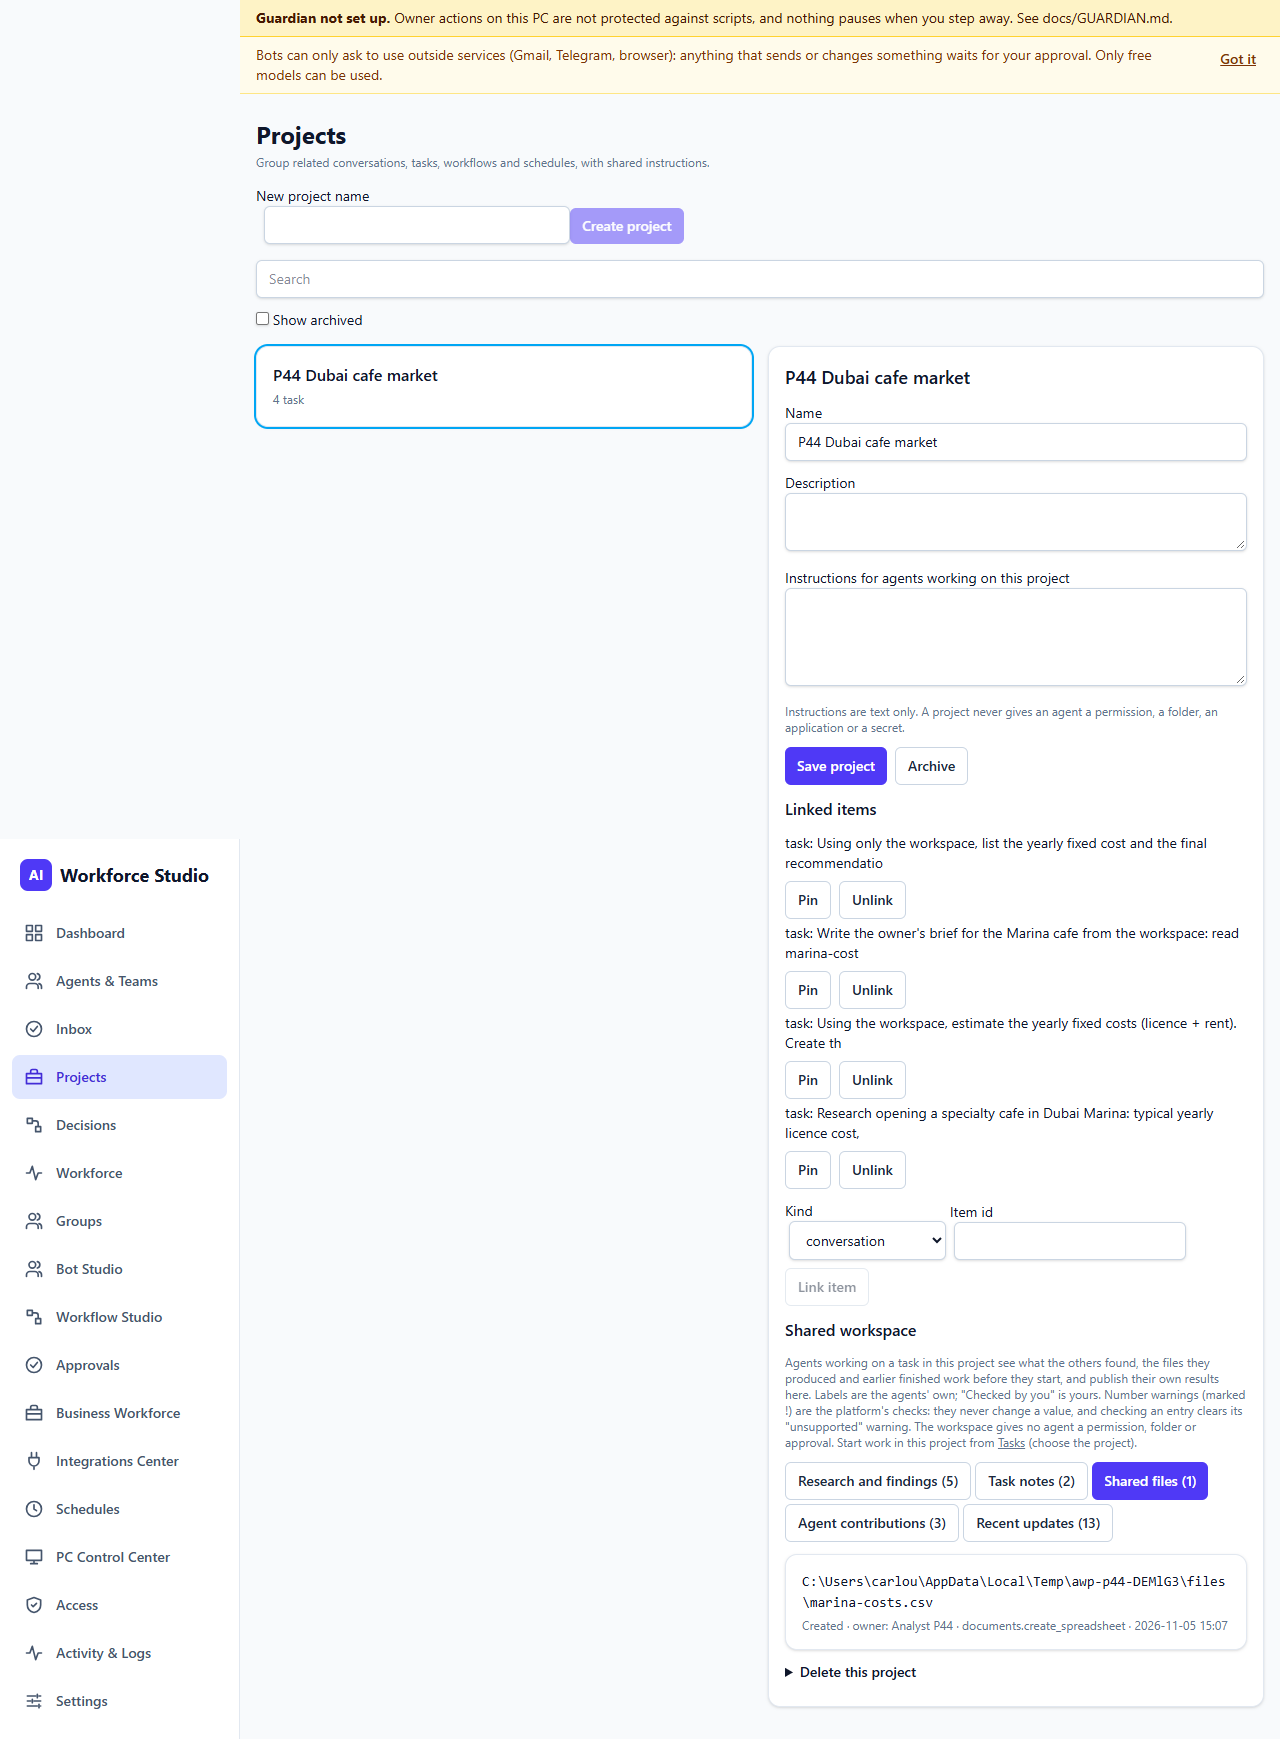 Guardian not set up. Owner actions on this PC are not protected against scripts, and nothing pauses when you step away. See docs/GUARDIAN.md.
Bots can only ask to use outside services (Gmail, Telegram, browser): anything that sends or changes something waits for your approval. Only free
models can be used.
Got it
Projects
Group related conversations, tasks, workflows and schedules, with shared instructions.
New project name
Create project
Search
Show archived
P44 Dubai cafe market
4 task
P44 Dubai cafe market
Name
P44 Dubai cafe market
Description
Instructions for agents working on this project
Instructions are text only. A project never gives an agent a permission, a folder, an
application or a secret.
Save project
Archive
Linked items
task: Using only the workspace, list the yearly fixed cost and the final
recommendatio
Pin
Unlink
task: Write the owner's brief for the Marina cafe from the workspace: read
marina-cost
Pin
Unlink
task: Using the workspace, estimate the yearly fixed costs (licence + rent).
Create th
Pin
Unlink
task: Research opening a specialty cafe in Dubai Marina: typical yearly
licence cost,
Pin
Unlink
Kind
Item id
conversation
Link item
Shared workspace
Agents working on a task in this project see what the others found, the files they
produced and earlier finished work before they start, and publish their own results
here. Labels are the agents' own; "Checked by you" is yours. Number warnings (marked
!) are the platform's checks: they never change a value, and checking an entry clears its
"unsupported" warning. The workspace gives no agent a permission, folder or
approval. Start work in this project from Tasks (choose the project).
Research and findings (5)
Task notes (2)
Shared files (1)
Agent contributions (3)
Recent updates (13)
C:\Users\carlou\AppData\Local\Temp\awp-p44-DEMlG3\files
\marina-costs.csv
Created · owner: Analyst P44 · documents.create_spreadsheet · 2026-11-05 15:07
Delete this project
AI
Workforce Studio
Dashboard
Agents & Teams
Inbox
Projects
Decisions
Workforce
Groups
Bot Studio
Workflow Studio
Approvals
Business Workforce
Integrations Center
Schedules
PC Control Center
Access
Activity & Logs
Settings